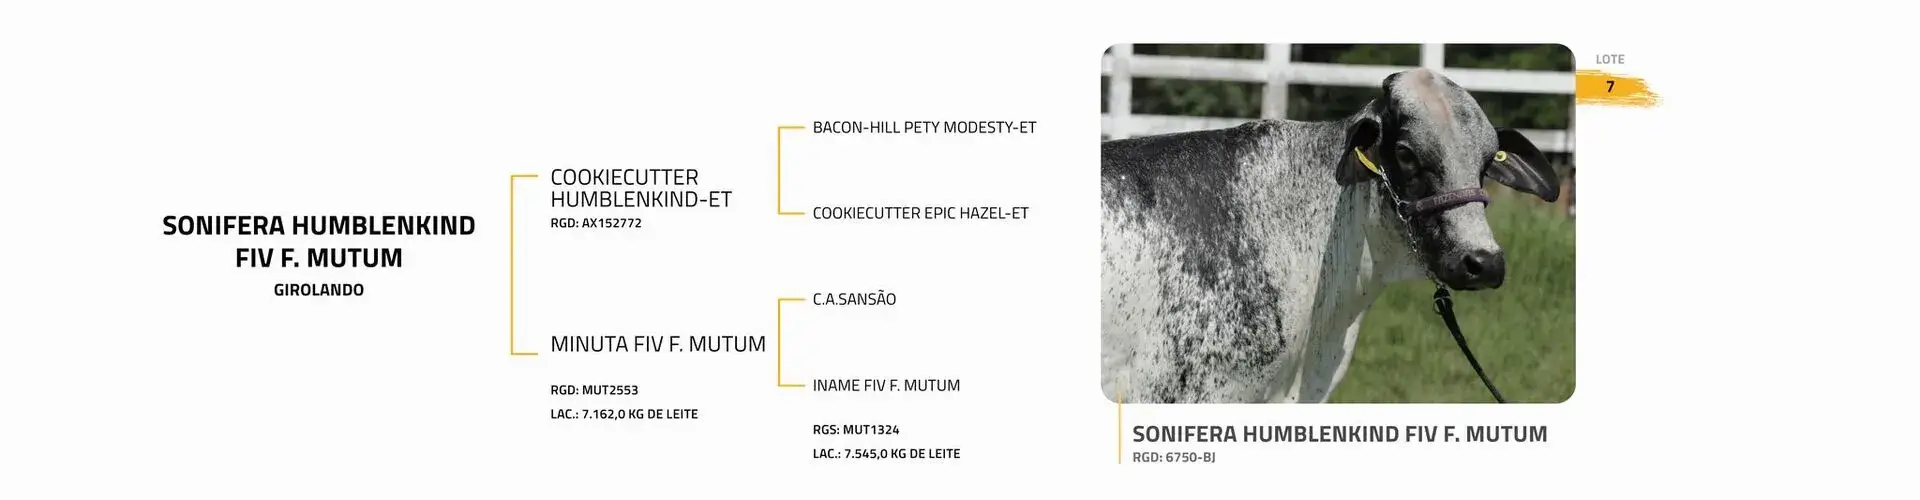 SONIFERA HUMBLENKIND
FIV F. MUTUM
GIROLANDO
COOKIECUTTER
HUMBLENKIND-ET
RGD: AX152772
MINUTA FIV F. MUTUM
RGD: MUT2553
LAC.: 7.162,0 KG DE LEITE
BACON-HILL PETY MODESTY-ET
COOKIECUTTER EPIC HAZEL-ET
C.A.SANSÃO
INAME FIV F. MUTUM
RGS: MUT1324
LAC.: 7.545,0 KG DE LEITE
LOTE
7
SONIFERA HUMBLENKIND FIV F. MUTUM
RGD: 6750-BJ